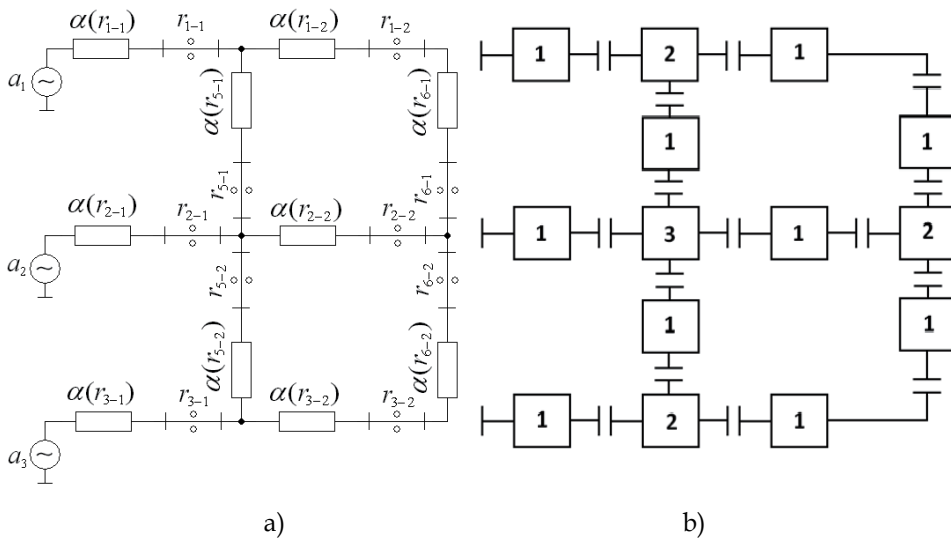 α(r₁₋₁) r₁₋₁ α(r₁₋₂) r₁₋₂
a₁
α(r₅₋₁) α(r₆₋₁)
r₅₋₁ r₆₋₁
α(r₂₋₁) r₂₋₁ α(r₂₋₂) r₂₋₂
a₂
r₅₋₂ r₆₋₂
α(r₅₋₂) α(r₆₋₂)
α(r₃₋₁) r₃₋₁ α(r₃₋₂) r₃₋₂
a₃
a)
1 2 1
1 1
1 3 1 2
1 1
1 2 1
b)